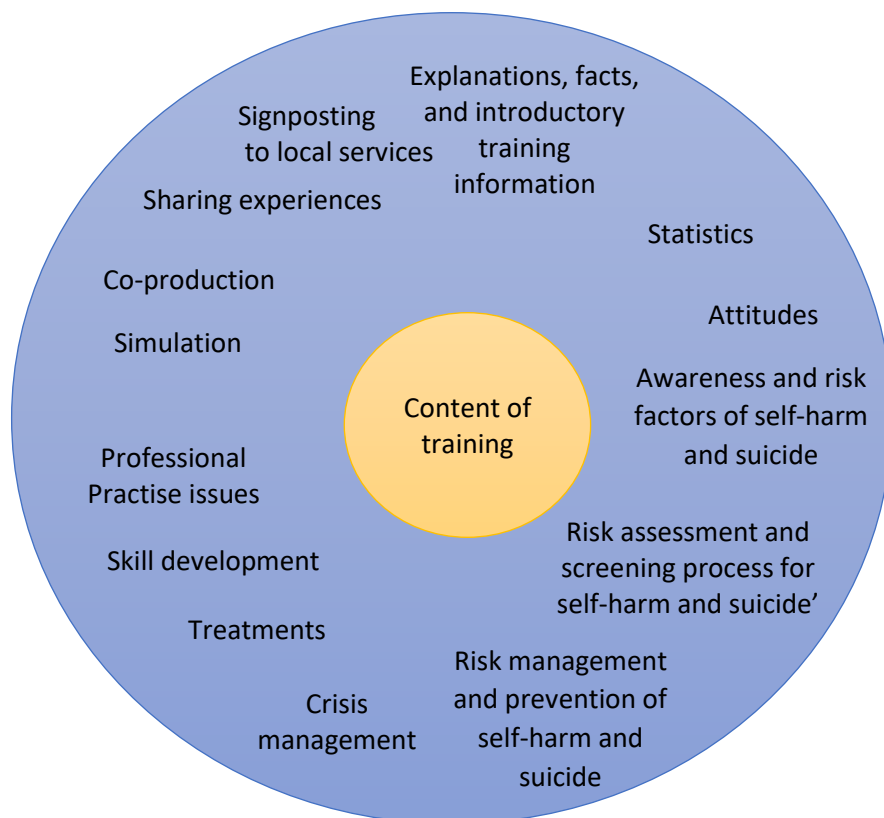 Explanations, facts,
and introductory
training
information
Signposting
to local services
Sharing experiences
Statistics
Co-production
Attitudes
Simulation
Awareness and risk
factors of self-harm
and suicide
Content of
training
Professional
Practise issues
Risk assessment and
screening process for
self-harm and suicide’
Skill development
Treatments
Risk management
and prevention of
self-harm and
suicide
Crisis
management